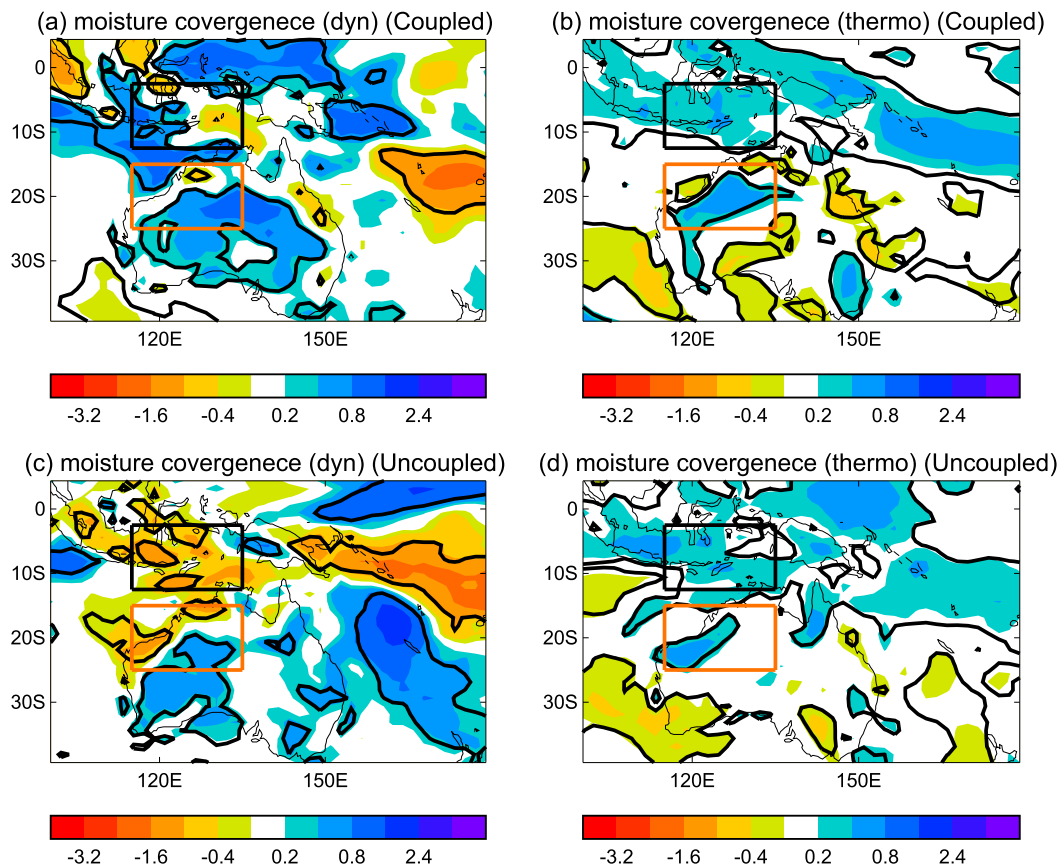 (a) moisture covergenece (dyn) (Coupled)
(b) moisture covergenece (thermo) (Coupled)
0
10S
20S
30S
120E 150E
0
10S
20S
30S
120E 150E
-3.2 -1.6 -0.4 0.2 0.8 2.4
-3.2 -1.6 -0.4 0.2 0.8 2.4
(c) moisture covergenece (dyn) (Uncoupled)
(d) moisture covergenece (thermo) (Uncoupled)
0
10S
20S
30S
120E 150E
0
10S
20S
30S
120E 150E
-3.2 -1.6 -0.4 0.2 0.8 2.4
-3.2 -1.6 -0.4 0.2 0.8 2.4